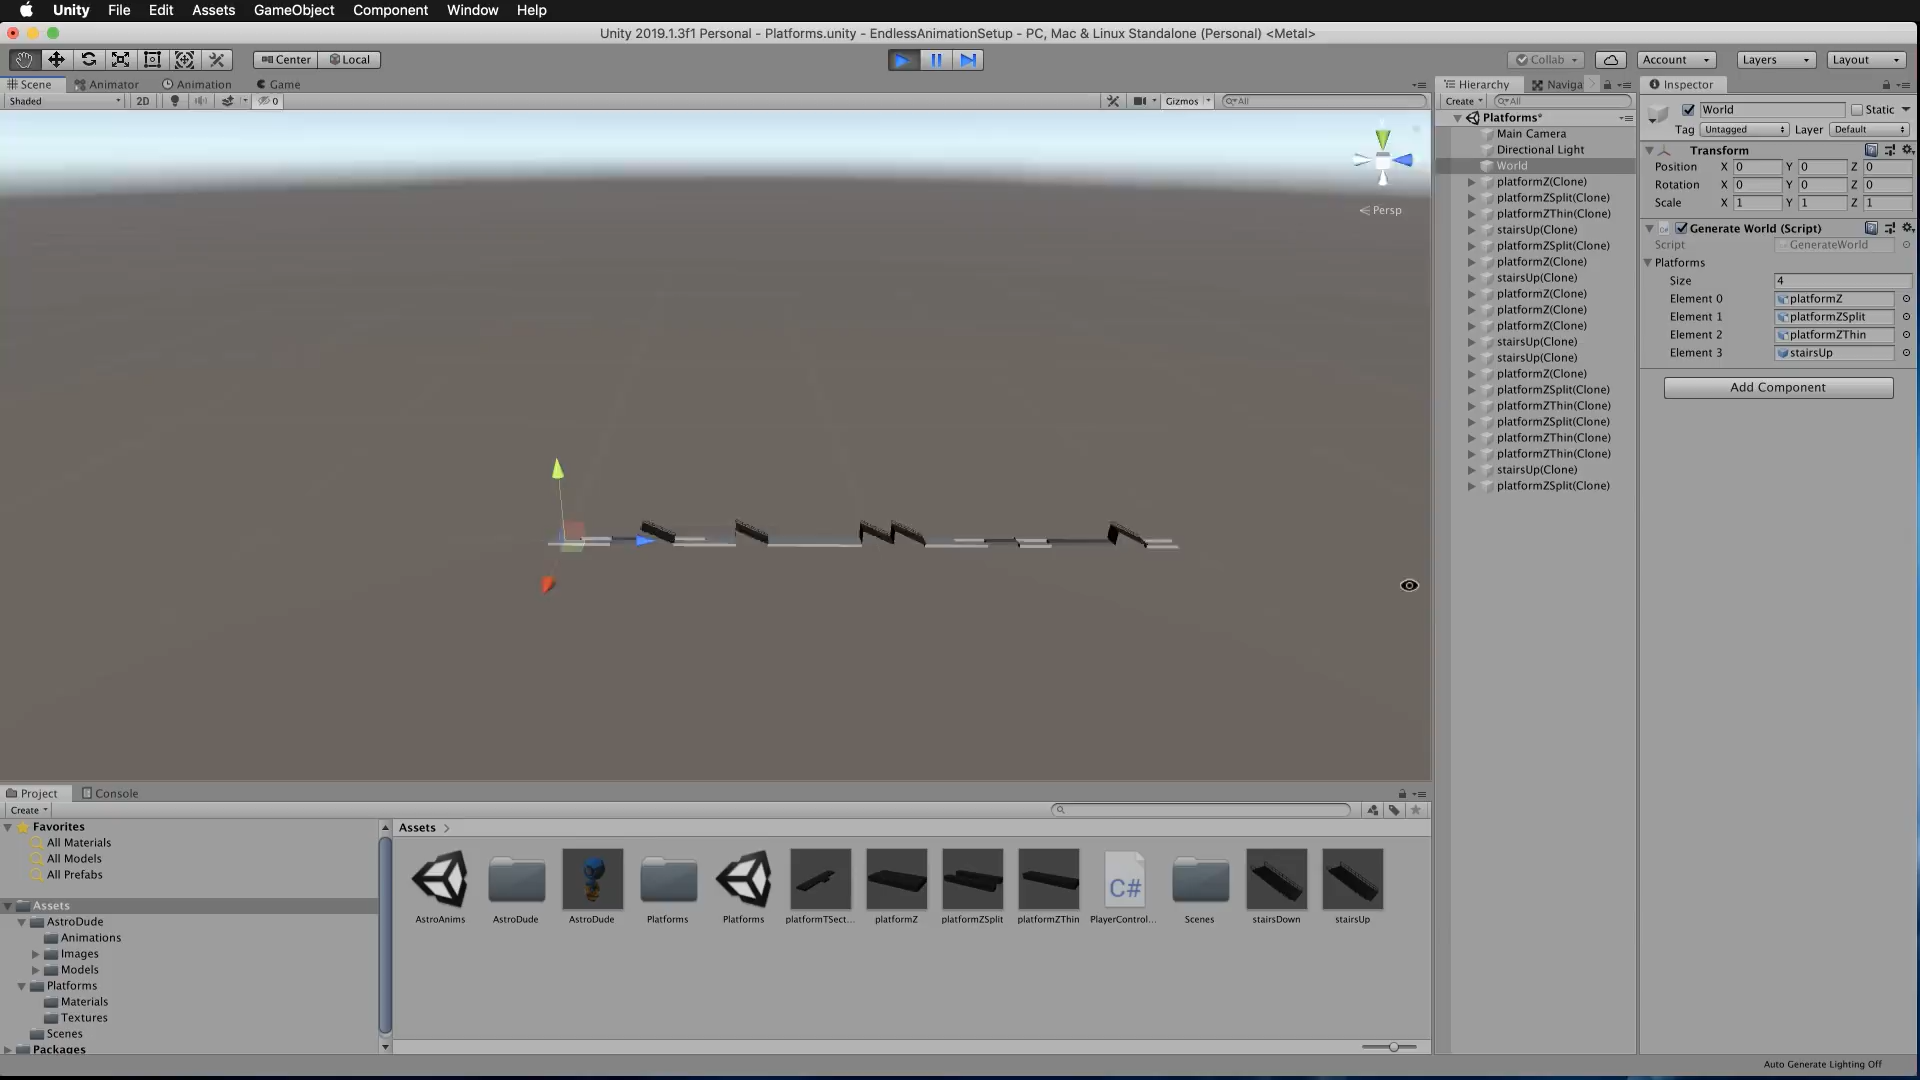 Unity File Edit Assets GameObject Component Window Help
Unity 2019.1.3f1 Personal - Platforms.unity - EndlessAnimationSetup - PC, Mac & Linux Standalone (Personal) <Metal>
Center Local Collab Account Layers Layout
Scene Animator Animation Game
Shaded 2D 0 Gizmos All
Persp
Hierarchy Naviga
Create All
Platforms*
Main Camera
Directional Light
World
platformZ(Clone)
platformZSplit(Clone)
platformZThin(Clone)
stairsUp(Clone)
platformZSplit(Clone)
platformZ(Clone)
stairsUp(Clone)
platformZ(Clone)
platformZ(Clone)
platformZ(Clone)
stairsUp(Clone)
stairsUp(Clone)
platformZ(Clone)
platformZSplit(Clone)
platformZThin(Clone)
platformZSplit(Clone)
platformZThin(Clone)
platformZThin(Clone)
stairsUp(Clone)
platformZSplit(Clone)
Inspector
World Static
Tag Untagged Layer Default
Transform
Position X 0 Y 0 Z 0
Rotation X 0 Y 0 Z 0
Scale X 1 Y 1 Z 1
Generate World (Script)
Script GenerateWorld
Platforms
Size 4
Element 0 platformZ
Element 1 platformZSplit
Element 2 platformZThin
Element 3 stairsUp
Add Component
Project Console
Create
Favorites
All Materials
All Models
All Prefabs
Assets
AstroDude
Animations
Images
Models
Platforms
Materials
Textures
Scenes
Packages
Assets
C#
AstroAnims AstroDude AstroDude Platforms Platforms platformTSect... platformZ platformZSplit platformZThin PlayerControl... Scenes stairsDown stairsUp
Auto Generate Lighting Off